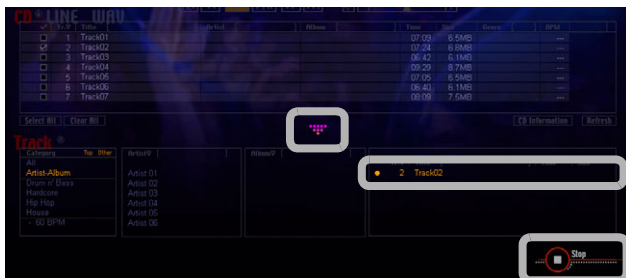 CD * LINE WAV
Tr.# Title Artist Album Time Size Genre BPM
1 Track01 07:09 6.5MB ---
2 Track02 07:24 6.8MB ---
3 Track03 06:42 6.1MB ---
4 Track04 09:29 8.7MB ---
5 Track05 07:05 6.5MB ---
6 Track06 06:40 6.1MB ---
7 Track07 08:09 7.5MB ---
Select All Clear All CD Information Refresh
Track ®
Category Top Other Artist Album
All
Artist-Album Artist 01 2 Track02
Drum n' Bass Artist 02
Hardcore Artist 03
Hip Hop Artist 04
House Artist 05
- 60 BPM Artist 06
Stop